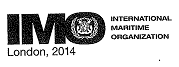 IMO INTERNATIONAL
MARITIME
ORGANIZATION
London, 2014